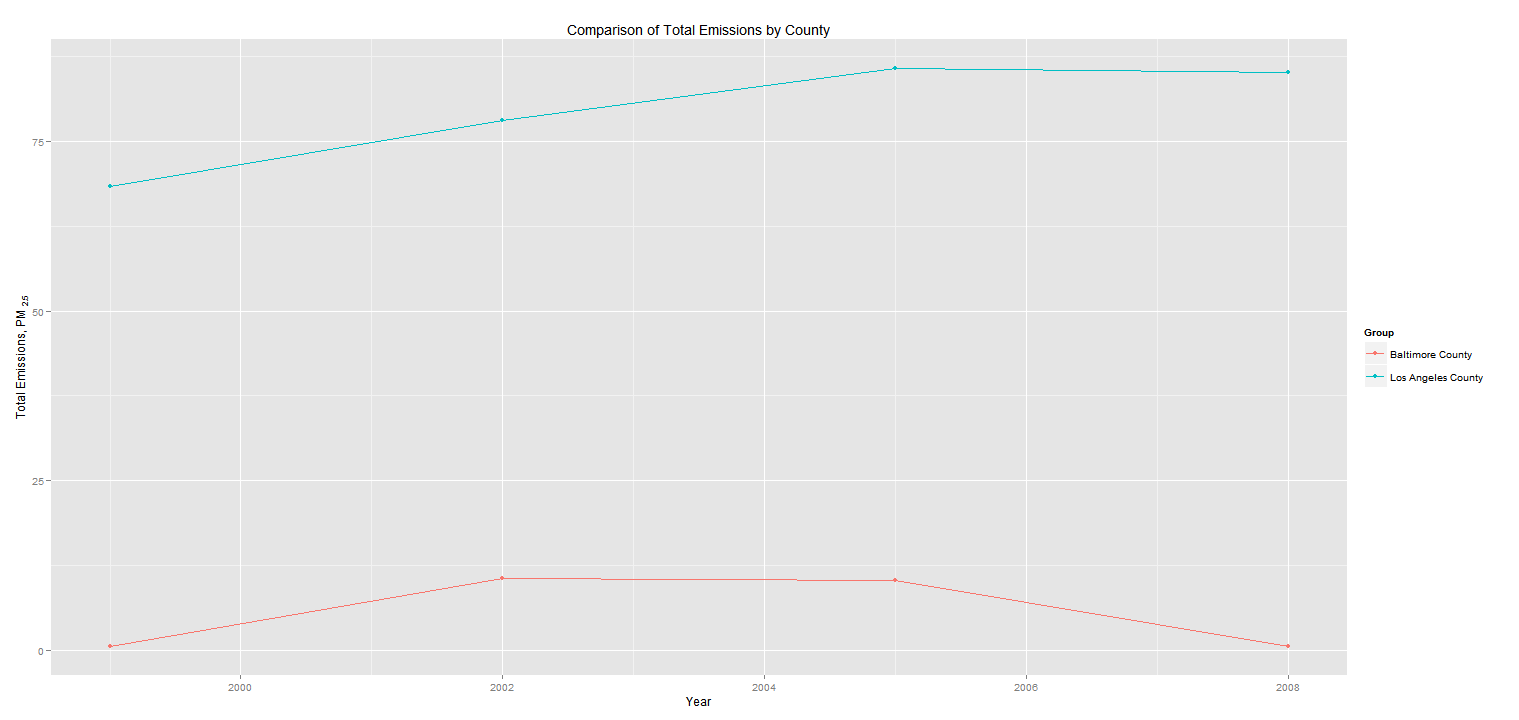 Comparison of Total Emissions by County
Total Emissions, PM 2.5
75
50
25
0
2000
2002
2004
2006
2008
Year
Group
Baltimore County
Los Angeles County